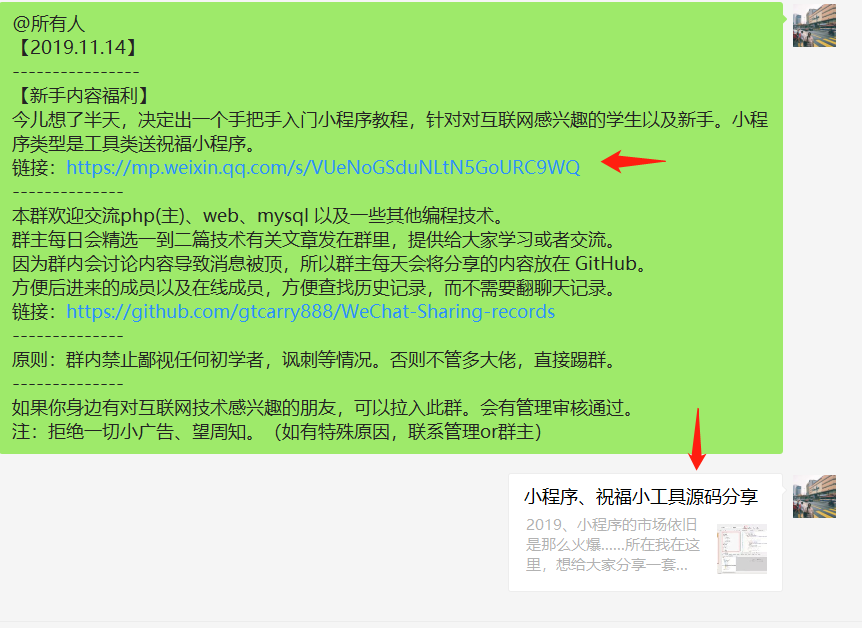 @所有人
【2019.11.14】
----------------
【新手内容福利】
今儿想了半天，决定出一个手把手入门小程序教程，针对对互联网感兴趣的学生以及新手。小程
序类型是工具类送祝福小程序。
链接：https://mp.weixin.qq.com/s/VUeNoGSduNLtN5GoURC9WQ
--------------
本群欢迎交流php(主)、web、mysql 以及一些其他编程技术。
群主每日会精选一到二篇技术有关文章发在群里，提供给大家学习或者交流。
因为群内会讨论内容导致消息被顶，所以群主每天会将分享的内容放在 GitHub。
方便后进来的成员以及在线成员，方便查找历史记录，而不需要翻聊天记录。
链接：https://github.com/gtcarry888/WeChat-Sharing-records
--------------
原则：群内禁止鄙视任何初学者，讽刺等情况。否则不管多大佬，直接踢群。
--------------
如果你身边有对互联网技术感兴趣的朋友，可以拉入此群。会有管理审核通过。
注：拒绝一切小广告、望周知。（如有特殊原因，联系管理or群主）
小程序、祝福小工具源码分享
2019、小程序的市场依旧
是那么火爆......所在我在这
里，想给大家分享一套...